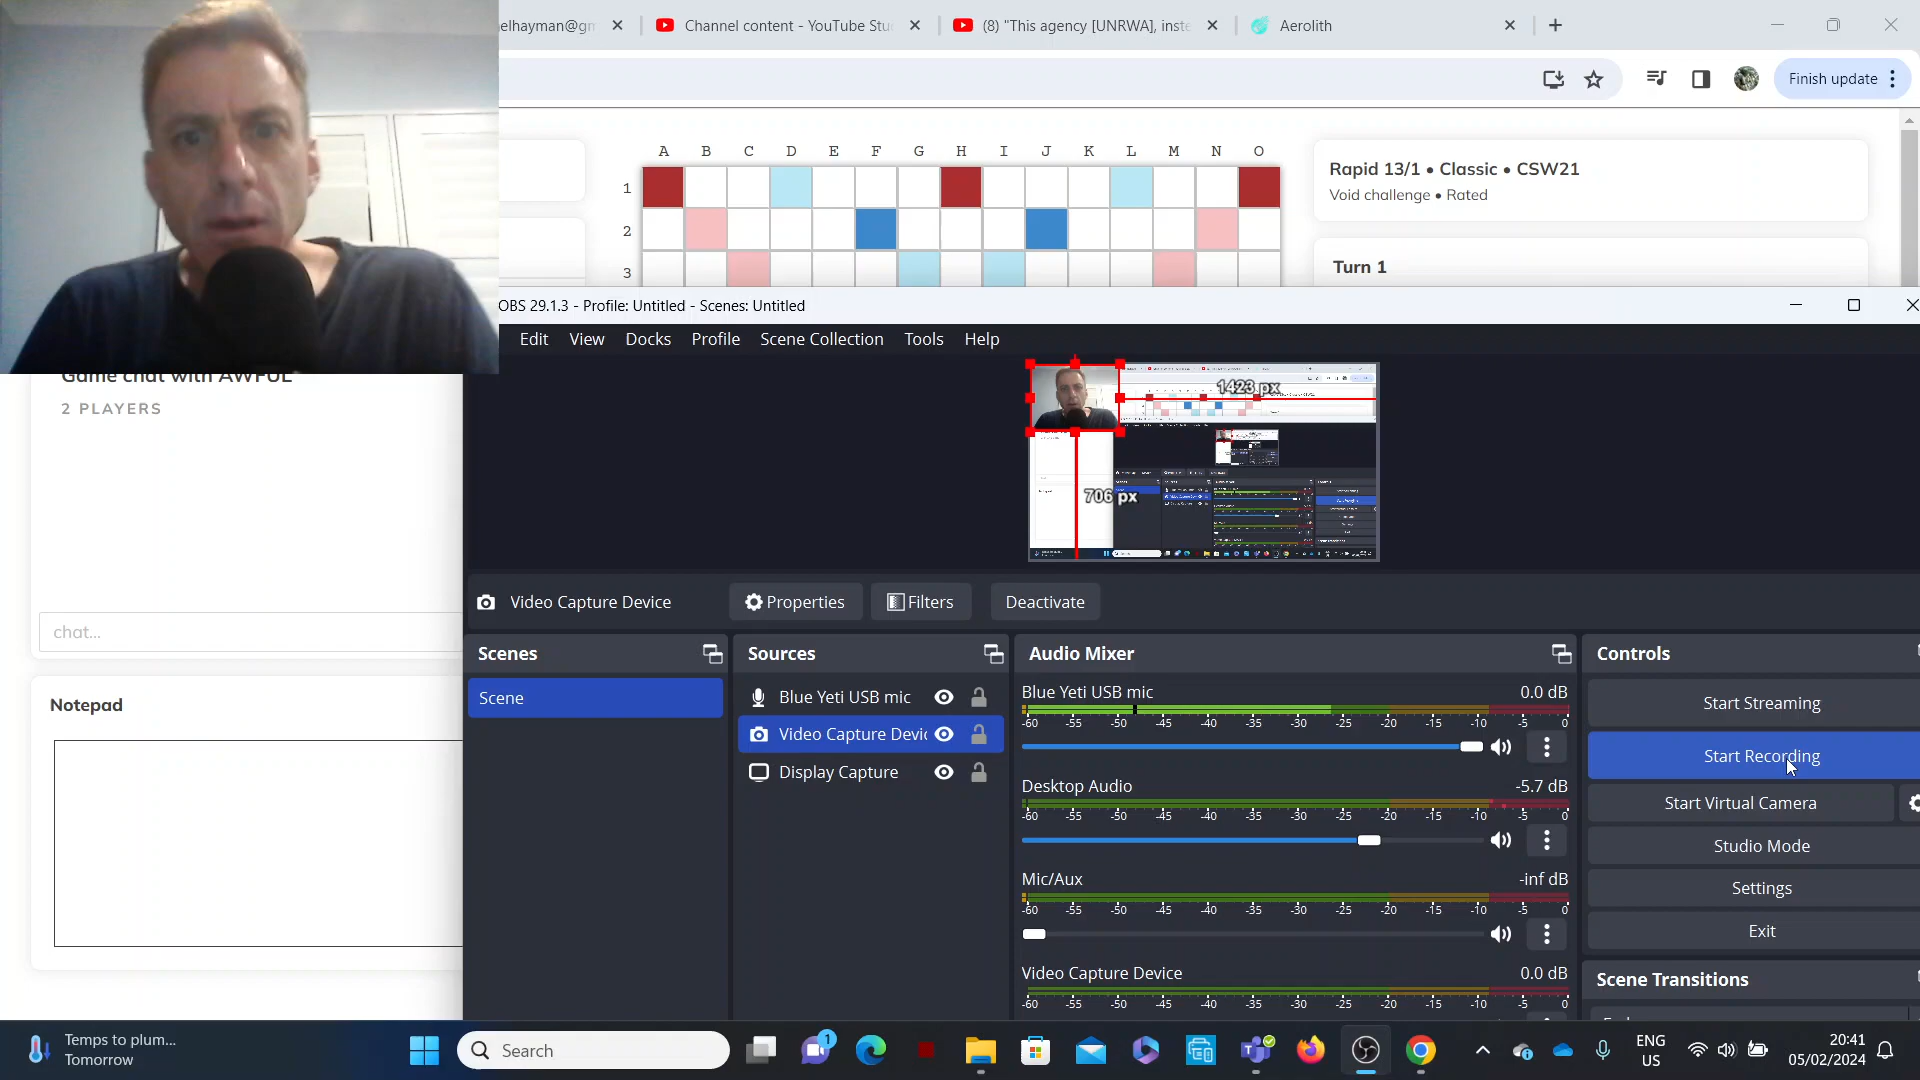 elhayman@gm
Channel content - YouTube Stu
(8) "This agency [UNRWA], inste
Aerolith
Finish update
A B C D E F G H I J K L M N O
1
2
3
Rapid 13/1 • Classic • CSW21
Void challenge • Rated
Turn 1
Game chat with AWFUL
2 PLAYERS
chat...
Notepad
OBS 29.1.3 - Profile: Untitled - Scenes: Untitled
Edit View Docks Profile Scene Collection Tools Help
1423 px
706 px
Video Capture Device
Properties
Filters
Deactivate
Scenes
Scene
Sources
Blue Yeti USB mic
Video Capture Devic
Display Capture
Audio Mixer
Blue Yeti USB mic 0.0 dB
-60 -55 -50 -45 -40 -35 -30 -25 -20 -15 -10 -5 0
Desktop Audio -5.7 dB
-60 -55 -50 -45 -40 -35 -30 -25 -20 -15 -10 -5 0
Mic/Aux -inf dB
-60 -55 -50 -45 -40 -35 -30 -25 -20 -15 -10 -5 0
Video Capture Device 0.0 dB
-60 -55 -50 -45 -40 -35 -30 -25 -20 -15 -10 -5 0
Controls
Start Streaming
Start Recording
Start Virtual Camera
Studio Mode
Settings
Exit
Scene Transitions
Temps to plum...
Tomorrow
Search
1
ENG
US
20:41
05/02/2024